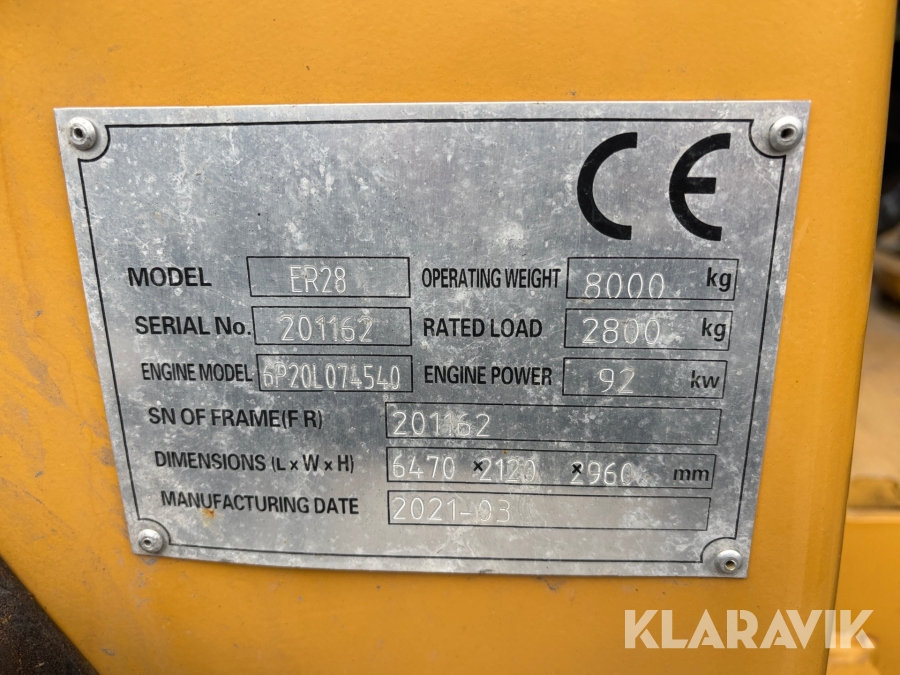 CE
MODEL ER28 OPERATING WEIGHT 8000 kg
SERIAL No. 201162 RATED LOAD 2800 kg
ENGINE MODEL 6P20L074540 ENGINE POWER 92 kw
SN OF FRAME(F R) 201162
DIMENSIONS (L x W x H) 6470 x 2120 x 2960 mm
MANUFACTURING DATE 2021-03
KLARAVIK